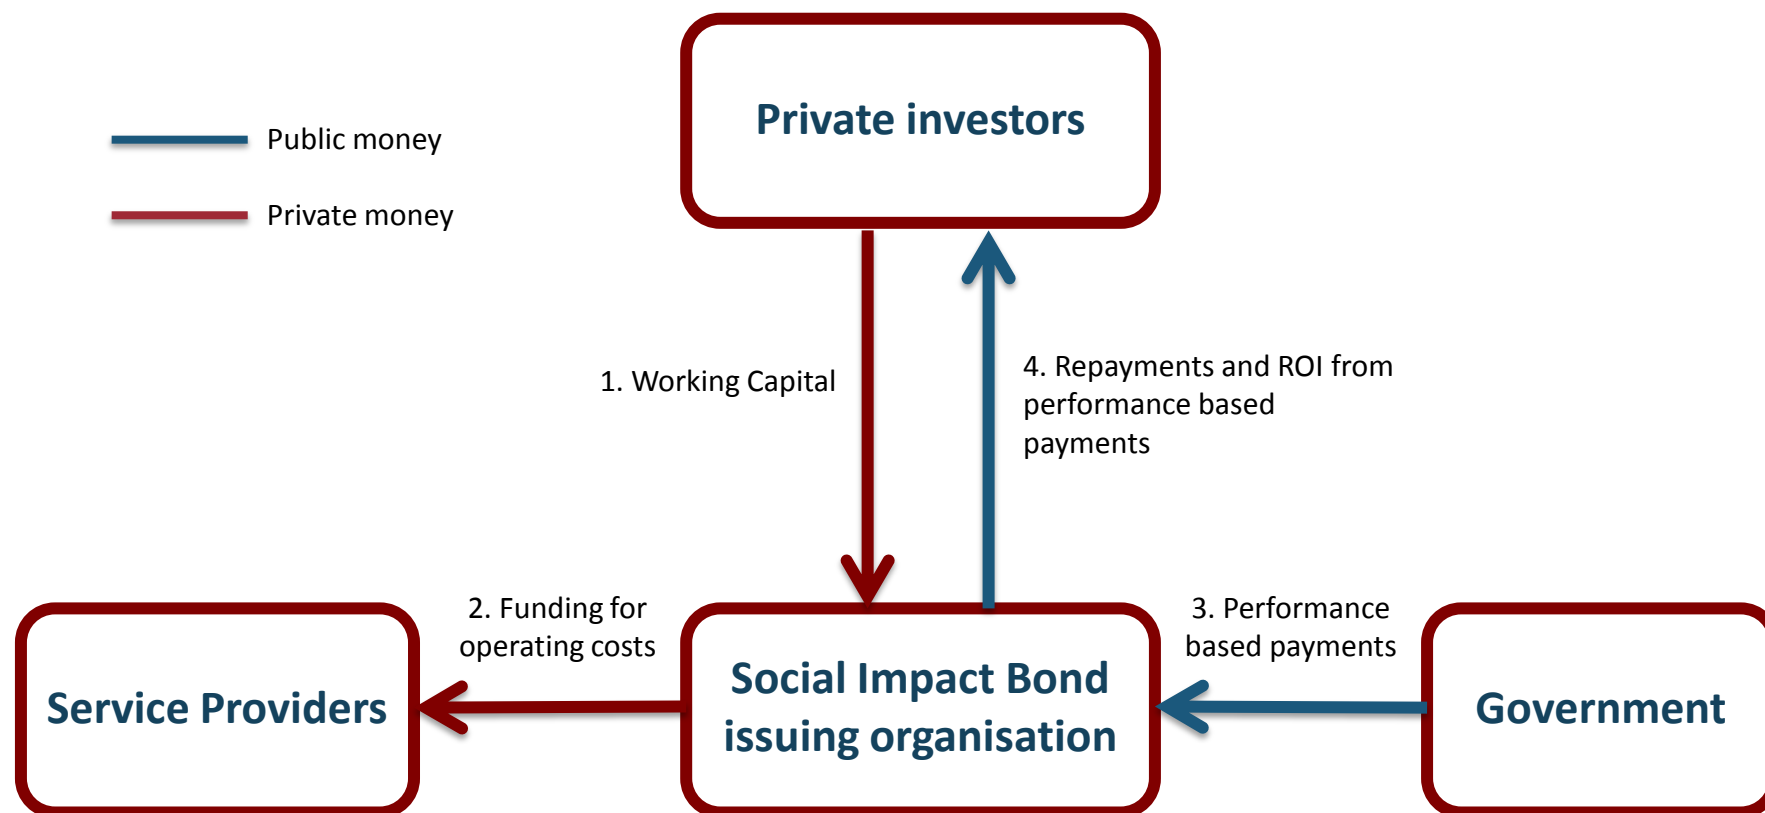 Private investors
Public money
Private money
1. Working Capital
4. Repayments and ROI from
performance based
payments
2. Funding for
operating costs
3. Performance
based payments
Service Providers
Social Impact Bond
issuing organisation
Government